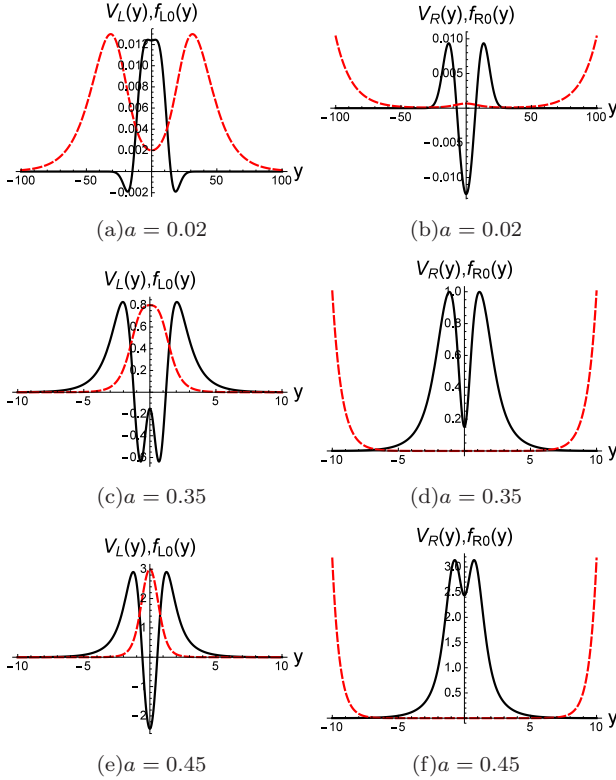 V_L(y),f_L0(y)
0.012
0.010
0.008
0.006
0.004
0.002
-0.002
-100 -50 50 100 y
(a)a = 0.02
V_R(y),f_R0(y)
0.010
0.005
-0.005
-0.010
-100 -50 50 100 y
(b)a = 0.02
V_L(y),f_L0(y)
0.8
0.6
0.4
0.2
-0.2
-0.4
-0.6
-10 -5 5 10 y
(c)a = 0.35
V_R(y),f_R0(y)
1.0
0.8
0.6
0.4
0.2
-10 -5 5 10 y
(d)a = 0.35
V_L(y),f_L0(y)
3
2
1
-1
-2
-10 -5 5 10 y
(e)a = 0.45
V_R(y),f_R0(y)
3.0
2.5
2.0
1.5
1.0
0.5
-10 -5 5 10 y
(f)a = 0.45